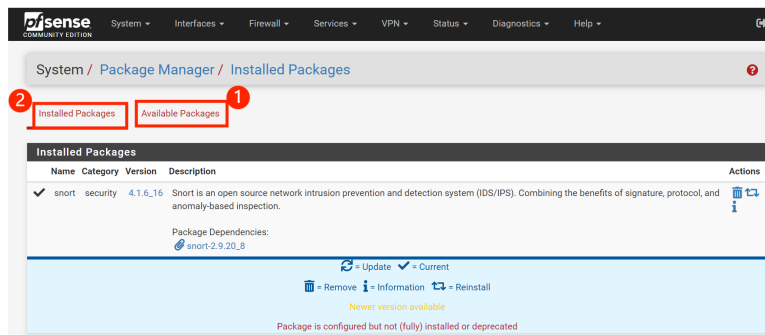 pfsense
COMMUNITY EDITION
System Interfaces Firewall Services VPN Status Diagnostics Help
System / Package Manager / Installed Packages
2
1
Installed Packages Available Packages
Installed Packages
Name Category Version Description Actions
snort security 4.1.6_16 Snort is an open source network intrusion prevention and detection system (IDS/IPS). Combining the benefits of signature, protocol, and
anomaly-based inspection.
Package Dependencies:
snort-2.9.20_8
= Update = Current
= Remove = Information = Reinstall
Newer version available
Package is configured but not (fully) installed or deprecated